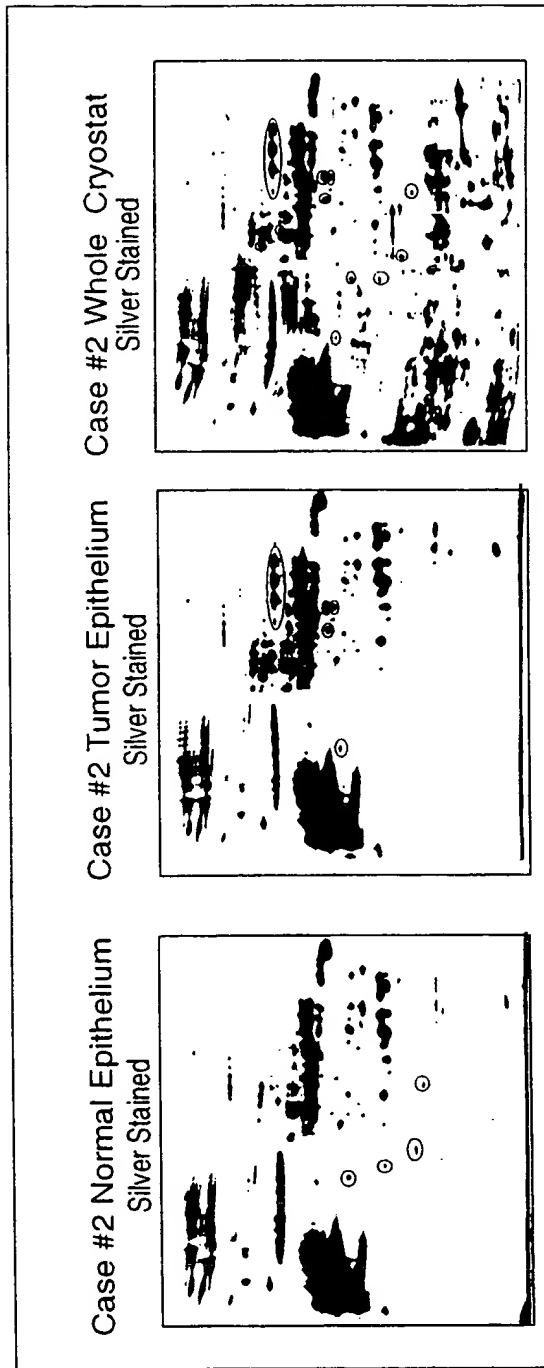 Case #2 Normal Epithelium
Silver Stained
Case #2 Tumor Epithelium
Silver Stained
Case #2 Whole Cryostat
Silver Stained